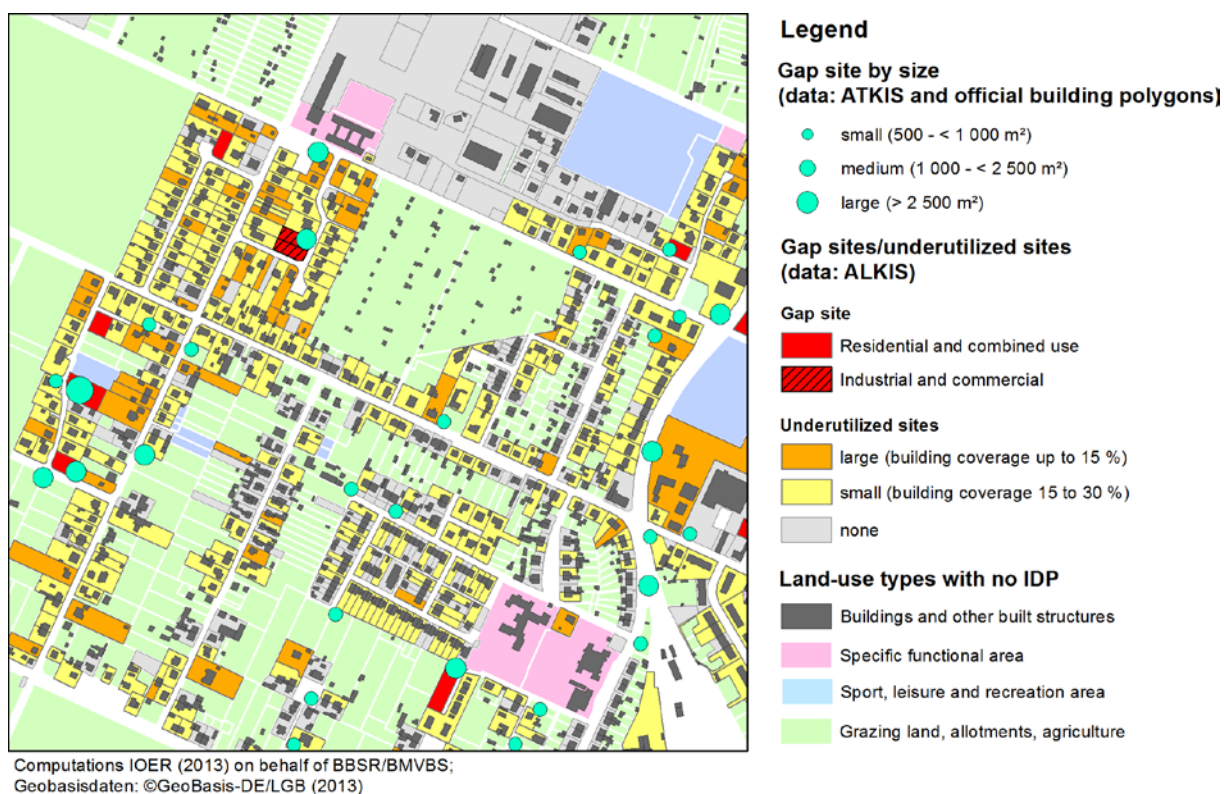 Legend
Gap site by size
(data: ATKIS and official building polygons)
small (500 - < 1 000 m²)
medium (1 000 - < 2 500 m²)
large (> 2 500 m²)
Gap sites/underutilized sites
(data: ALKIS)
Gap site
Residential and combined use
Industrial and commercial
Underutilized sites
large (building coverage up to 15 %)
small (building coverage 15 to 30 %)
none
Land-use types with no IDP
Buildings and other built structures
Specific functional area
Sport, leisure and recreation area
Grazing land, allotments, agriculture
Computations IOER (2013) on behalf of BBSR/BMVBS;
Geobasisdaten: ©GeoBasis-DE/LGB (2013)